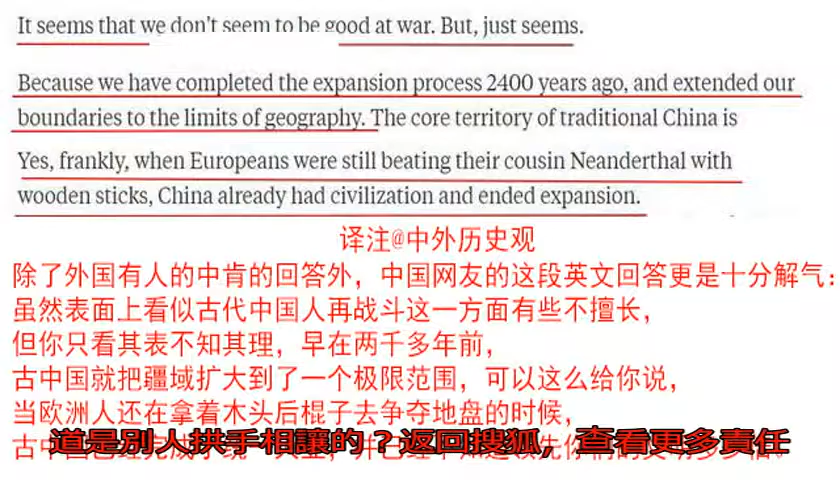 It seems that we don't seem to be good at war. But, just seems.
Because we have completed the expansion process 2400 years ago, and extended our
boundaries to the limits of geography. The core territory of traditional China is
Yes, frankly, when Europeans were still beating their cousin Neanderthal with
wooden sticks, China already had civilization and ended expansion.
译注@中外历史观
除了外国有人的中肯的回答外，中国网友的这段英文回答更是十分解气：
虽然表面上看似古代中国人再战斗这一方面有些不擅长，
但你只看其表不知其理，早在两千多年前，
古中国就把疆域扩大到了一个极限范围，可以这么给你说，
当欧洲人还在拿着木头后棍子去争夺地盘的时候，
道是別人拱手相讓的？返回搜狐，查看更多責任